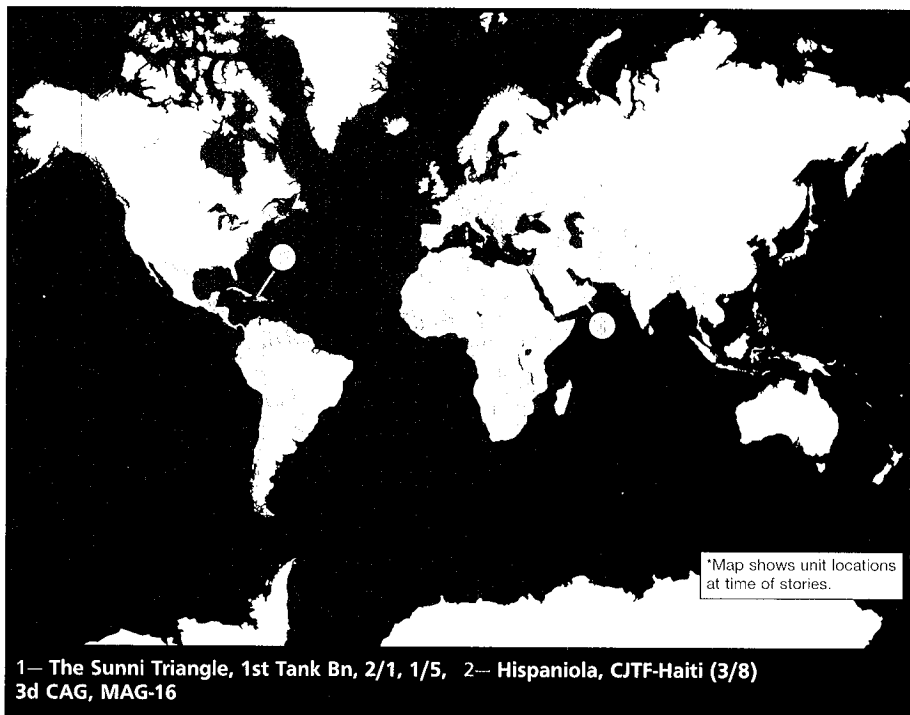 *Map shows unit locations
at time of stories.
1— The Sunni Triangle, 1st Tank Bn, 2/1, 1/5, 2— Hispaniola, CJTF-Haiti (3/8)
3d CAG, MAG-16